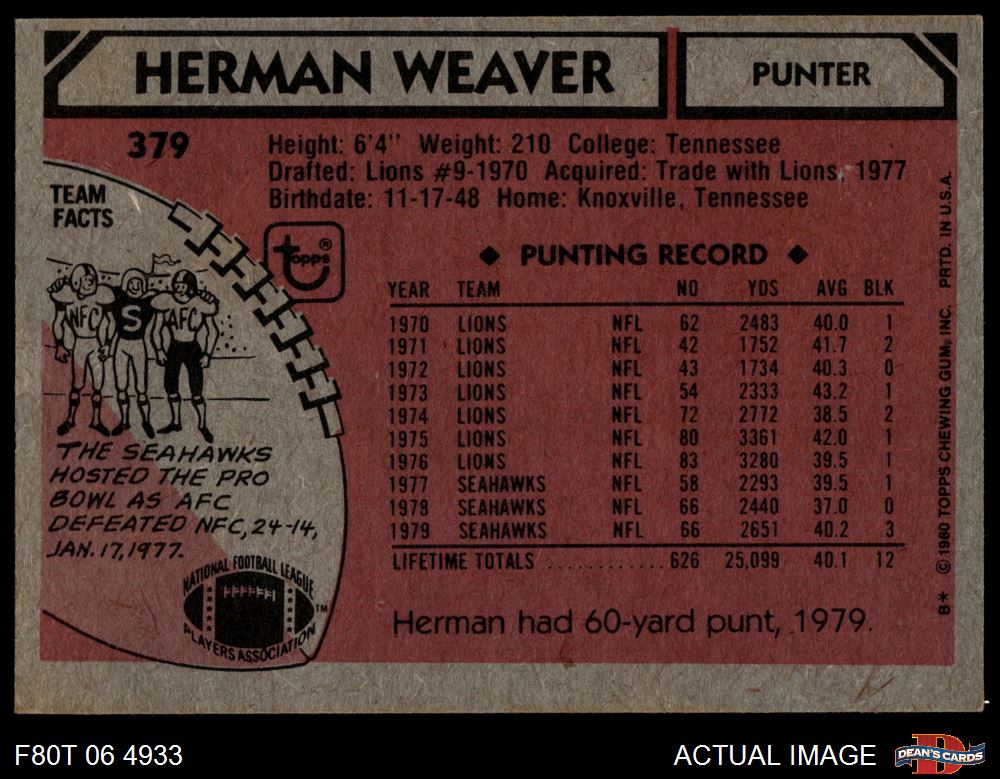 HERMAN WEAVER
PUNTER
379
Height: 6'4" Weight: 210 College: Tennessee
Drafted: Lions #9-1970 Acquired: Trade with Lions, 1977
Birthdate: 11-17-48 Home: Knoxville, Tennessee
TEAM
FACTS
topps®
NFC S AFC
THE SEAHAWKS
HOSTED THE PRO
BOWL AS AFC
DEFEATED NFC, 24-14,
JAN. 17, 1977.
NATIONAL FOOTBALL LEAGUE
PLAYERS ASSOCIATION
TM
◆ PUNTING RECORD ◆
YEAR TEAM NO YDS AVG BLK
1970 LIONS NFL 62 2483 40.0 1
1971 LIONS NFL 42 1752 41.7 2
1972 LIONS NFL 43 1734 40.3 0
1973 LIONS NFL 54 2333 43.2 1
1974 LIONS NFL 72 2772 38.5 2
1975 LIONS NFL 80 3361 42.0 1
1976 LIONS NFL 83 3280 39.5 1
1977 SEAHAWKS NFL 58 2293 39.5 1
1978 SEAHAWKS NFL 66 2440 37.0 0
1979 SEAHAWKS NFL 66 2651 40.2 3
LIFETIME TOTALS ............ 626 25,099 40.1 12
Herman had 60-yard punt, 1979.
B* © 1980 TOPPS CHEWING GUM, INC. PRTD. IN U.S.A.
F80T 06 4933
ACTUAL IMAGE
D
DEAN'S CARDS